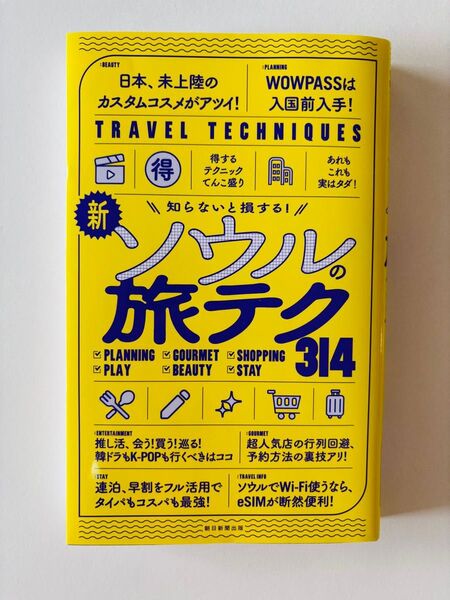 :BEAUTY
日本、未上陸の
カスタムコスメがアツイ!
:PLANNING
WOWPASSは
入国前入手!
TRAVEL TECHNIQUES
得
得する
テクニック
てんこ盛り
あれも
これも
実はタダ!
知らないと損する!
新
ソウルの
旅テク
314
PLANNING
GOURMET
SHOPPING
PLAY
BEAUTY
STAY
:ENTERTAINMENT
推し活、会う!買う!巡る!
韓ドラもK-POPも行くべきはココ
:GOURMET
超人気店の行列回避、
予約方法の裏技アリ!
:STAY
連泊、早割をフル活用で
タイパもコスパも最強!
:TRAVEL INFO
ソウルでWi-Fi使うなら、
eSIMが断然便利!
朝日新聞出版